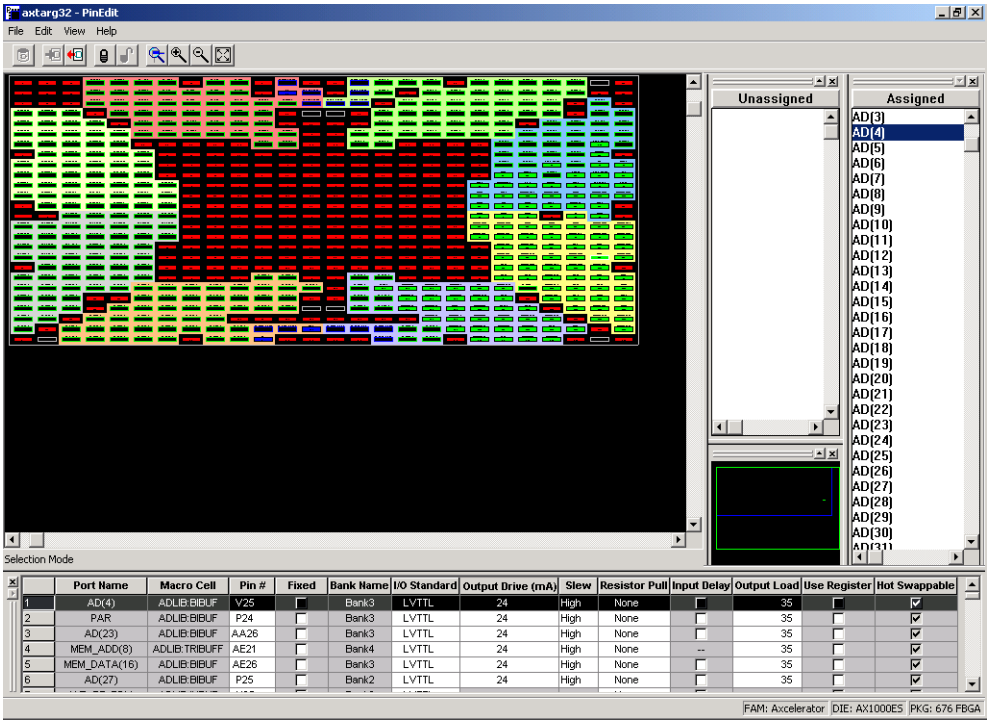 axtarg32 - PinEdit
File Edit View Help
Unassigned
Assigned
AD(3)
AD(4)
AD(5)
AD(6)
AD(7)
AD(8)
AD(9)
AD(10)
AD(11)
AD(12)
AD(13)
AD(14)
AD(15)
AD(16)
AD(17)
AD(18)
AD(19)
AD(20)
AD(21)
AD(22)
AD(23)
AD(24)
AD(25)
AD(26)
AD(27)
AD(28)
AD(29)
AD(30)
AD(31)
Selection Mode
Port Name Macro Cell Pin # Fixed Bank Name I/O Standard Output Drive (mA) Slew Resistor Pull Input Delay Output Load Use Register Hot Swappable
1 AD(4) ADLIB:BIBUF V25 Bank3 LVTTL 24 High None 35
2 PAR ADLIB:BIBUF P24 Bank3 LVTTL 24 High None 35
3 AD(23) ADLIB:BIBUF AA26 Bank3 LVTTL 24 High None 35
4 MEM_ADD(8) ADLIB:TRIBUFF AE21 Bank4 LVTTL 24 High None -- 35
5 MEM_DATA(16) ADLIB:BIBUF AE26 Bank3 LVTTL 24 High None 35
6 AD(27) ADLIB:BIBUF P25 Bank2 LVTTL 24 High None 35
FAM: Axcelerator DIE: AX1000ES PKG: 676 FBGA